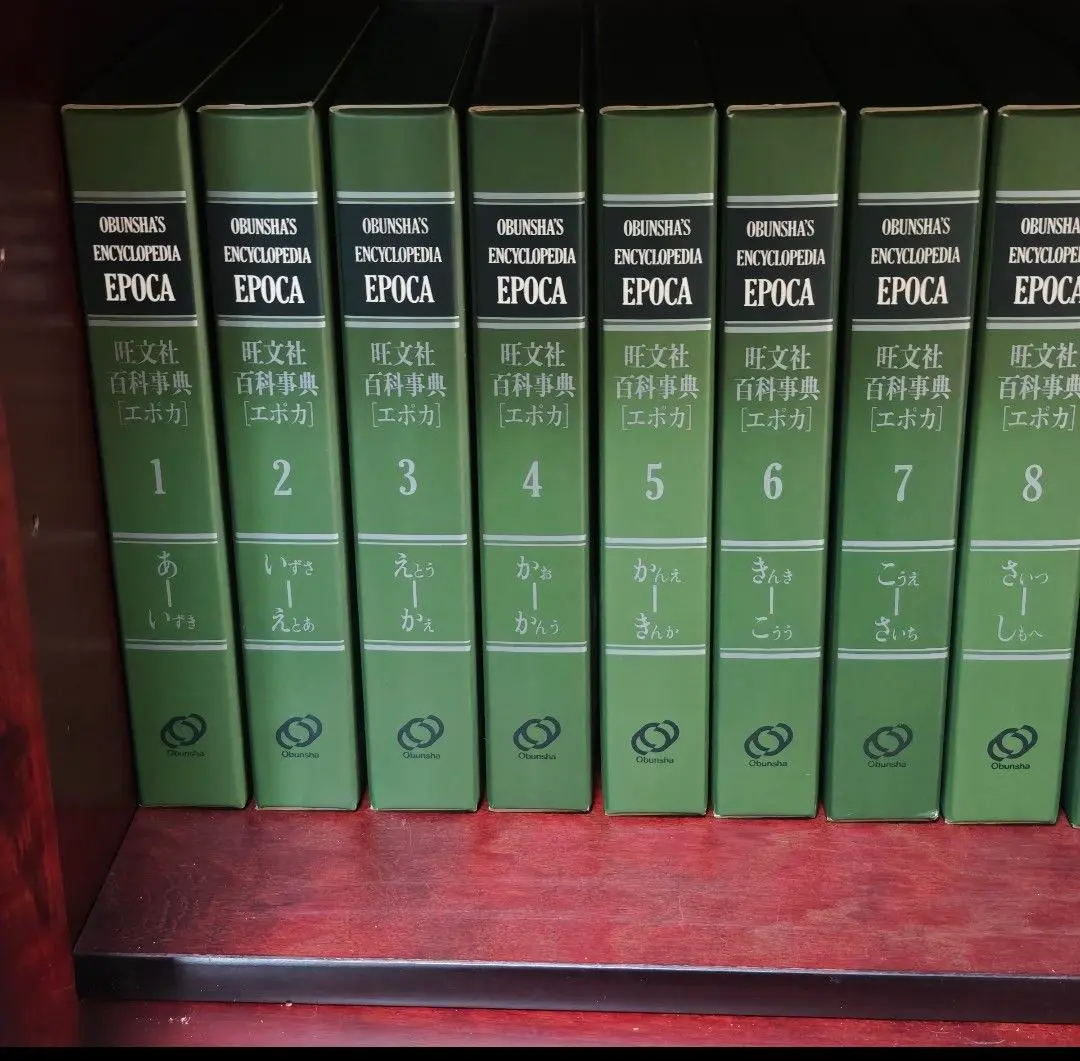 OBUNSHA'S
ENCYCLOPEDIA
EPOCA
旺文社
百科事典
[エポカ]
1
あ
いずき
Obunsha
OBUNSHA'S
ENCYCLOPEDIA
EPOCA
旺文社
百科事典
[エポカ]
2
いずさ
えとあ
Obunsha
OBUNSHA'S
ENCYCLOPEDIA
EPOCA
旺文社
百科事典
[エポカ]
3
えとう
かえ
Obunsha
OBUNSHA'S
ENCYCLOPEDIA
EPOCA
旺文社
百科事典
[エポカ]
4
かお
かんう
Obunsha
OBUNSHA'S
ENCYCLOPEDIA
EPOCA
旺文社
百科事典
[エポカ]
5
かんえ
きんか
Obunsha
OBUNSHA'S
ENCYCLOPEDIA
EPOCA
旺文社
百科事典
[エポカ]
6
きんき
こうう
Obunsha
OBUNSHA'S
ENCYCLOPEDIA
EPOCA
旺文社
百科事典
[エポカ]
7
こうえ
さいち
Obunsha
OBUNSHA
ENCYCLOPE
EPOCA
旺文社
百科事典
[エポカ]
8
さいつ
しもへ
Obunsha